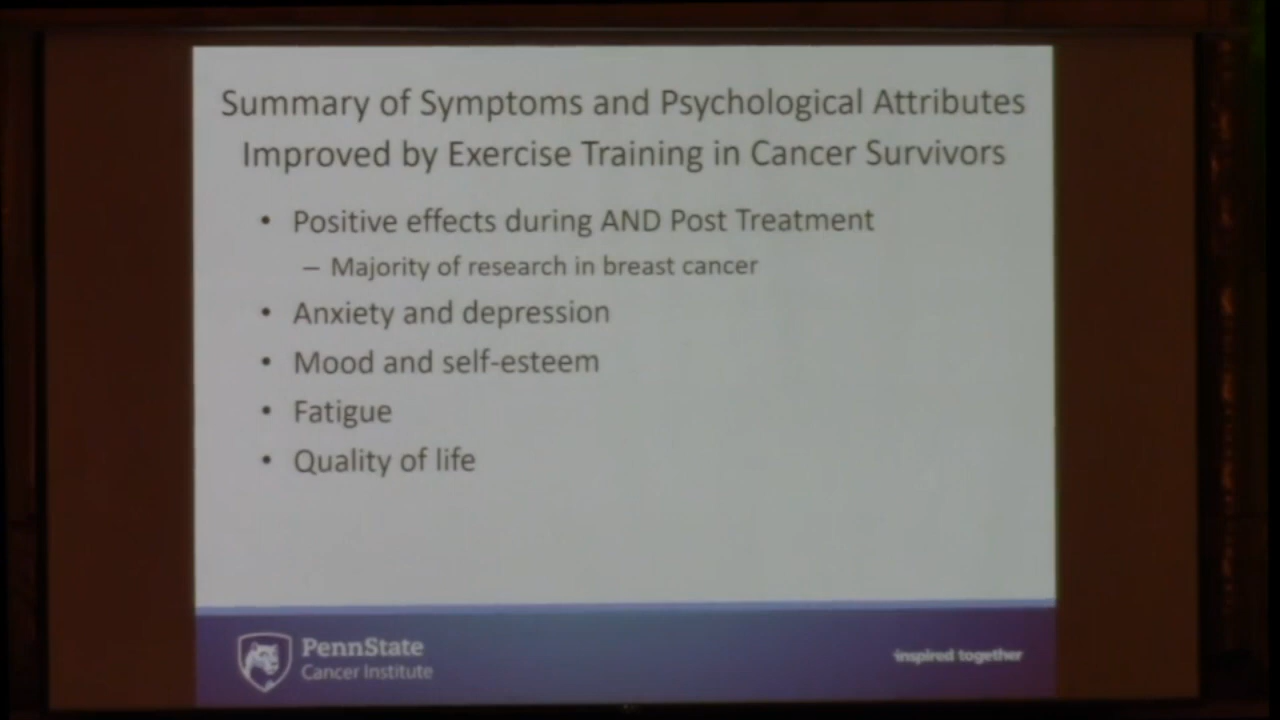 Summary of Symptoms and Psychological Attributes
Improved by Exercise Training in Cancer Survivors
• Positive effects during AND Post Treatment
– Majority of research in breast cancer
• Anxiety and depression
• Mood and self-esteem
• Fatigue
• Quality of life
PennState
Cancer Institute
inspired together